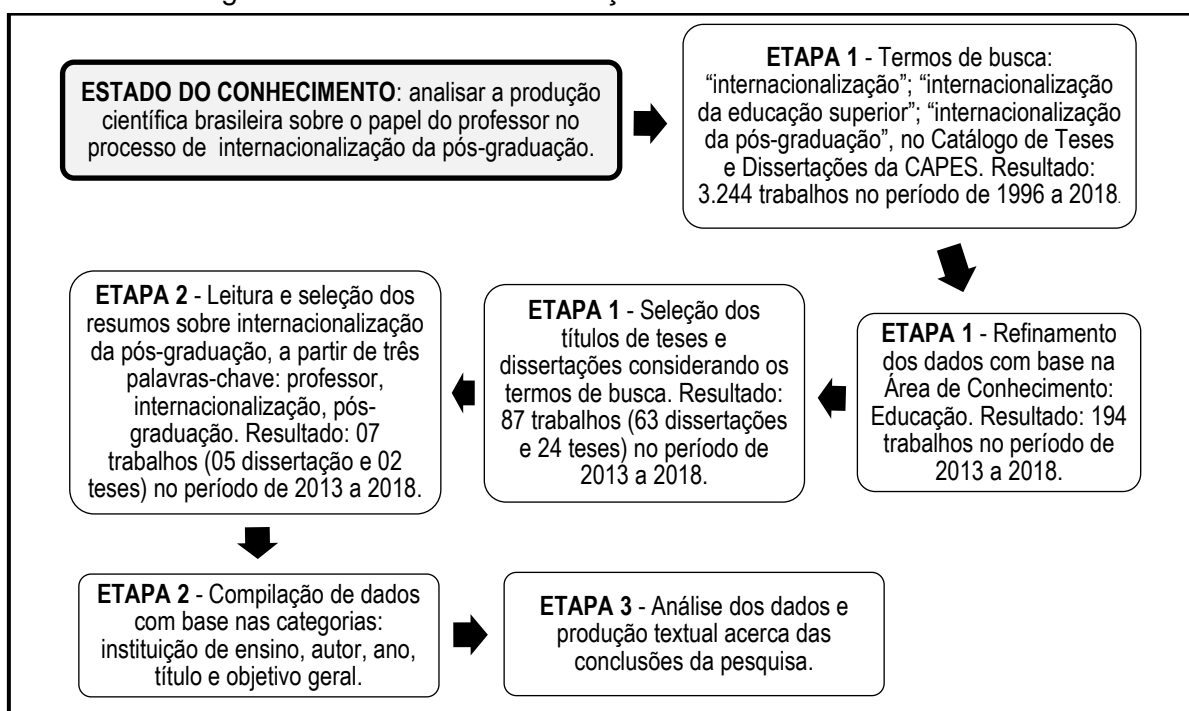 ESTADO DO CONHECIMENTO: analisar a produção
científica brasileira sobre o papel do professor no
processo de internacionalização da pós-graduação.
ETAPA 1 - Termos de busca:
“internacionalização”; “internacionalização
da educação superior”; “internacionalização
da pós-graduação”, no Catálogo de Teses
e Dissertações da CAPES. Resultado:
3.244 trabalhos no período de 1996 a 2018.
ETAPA 1 - Refinamento
dos dados com base na
Área de Conhecimento:
Educação. Resultado: 194
trabalhos no período de
2013 a 2018.
ETAPA 1 - Seleção dos
títulos de teses e
dissertações considerando os
termos de busca. Resultado:
87 trabalhos (63 dissertações
e 24 teses) no período de
2013 a 2018.
ETAPA 2 - Leitura e seleção dos
resumos sobre internacionalização
da pós-graduação, a partir de três
palavras-chave: professor,
internacionalização, pós-
graduação. Resultado: 07
trabalhos (05 dissertação e 02
teses) no período de 2013 a 2018.
ETAPA 2 - Compilação de dados
com base nas categorias:
instituição de ensino, autor, ano,
título e objetivo geral.
ETAPA 3 - Análise dos dados e
produção textual acerca das
conclusões da pesquisa.